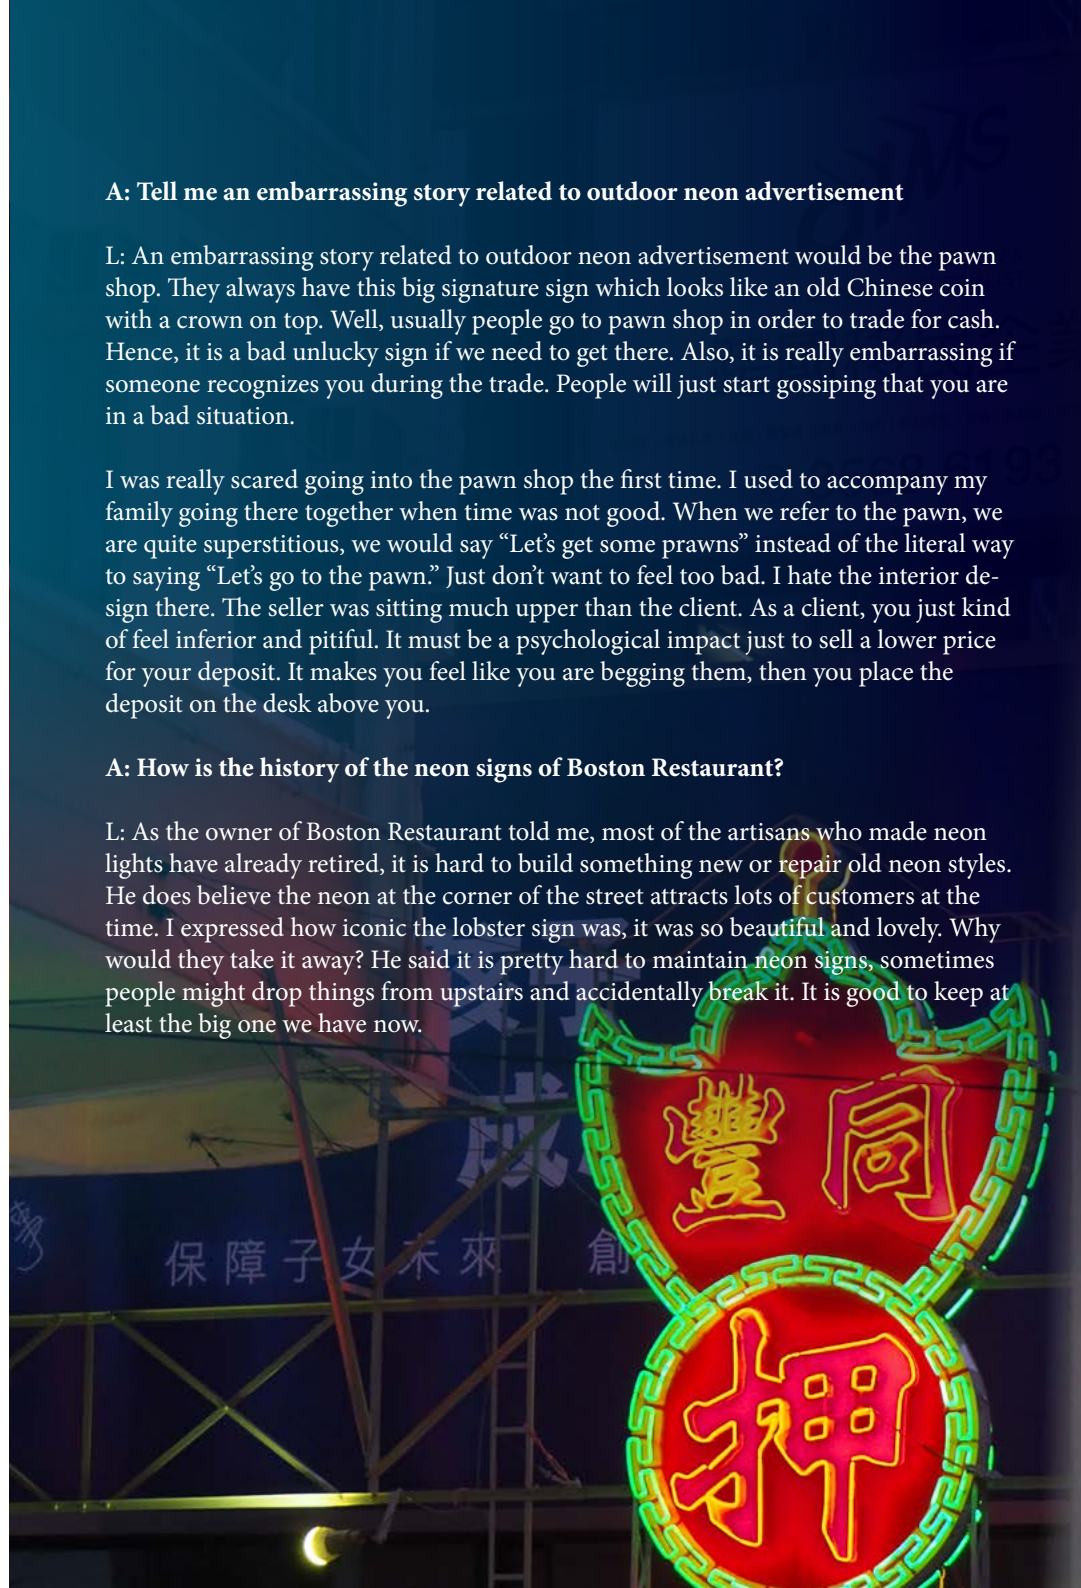 A: Tell me an embarrassing story related to outdoor neon advertisement
L: An embarrassing story related to outdoor neon advertisement would be the pawn
shop. They always have this big signature sign which looks like an old Chinese coin
with a crown on top. Well, usually people go to pawn shop in order to trade for cash.
Hence, it is a bad unlucky sign if we need to get there. Also, it is really embarrassing if
someone recognizes you during the trade. People will just start gossiping that you are
in a bad situation.
I was really scared going into the pawn shop the first time. I used to accompany my
family going there together when time was not good. When we refer to the pawn, we
are quite superstitious, we would say “Let’s get some prawns” instead of the literal way
to saying “Let’s go to the pawn.” Just don’t want to feel too bad. I hate the interior de-
sign there. The seller was sitting much upper than the client. As a client, you just kind
of feel inferior and pitiful. It must be a psychological impact just to sell a lower price
for your deposit. It makes you feel like you are begging them, then you place the
deposit on the desk above you.
A: How is the history of the neon signs of Boston Restaurant?
L: As the owner of Boston Restaurant told me, most of the artisans who made neon
lights have already retired, it is hard to build something new or repair old neon styles.
He does believe the neon at the corner of the street attracts lots of customers at the
time. I expressed how iconic the lobster sign was, it was so beautiful and lovely. Why
would they take it away? He said it is pretty hard to maintain neon signs, sometimes
people might drop things from upstairs and accidentally break it. It is good to keep at
least the big one we have now.
豐同
成
保障子女未來 創
押